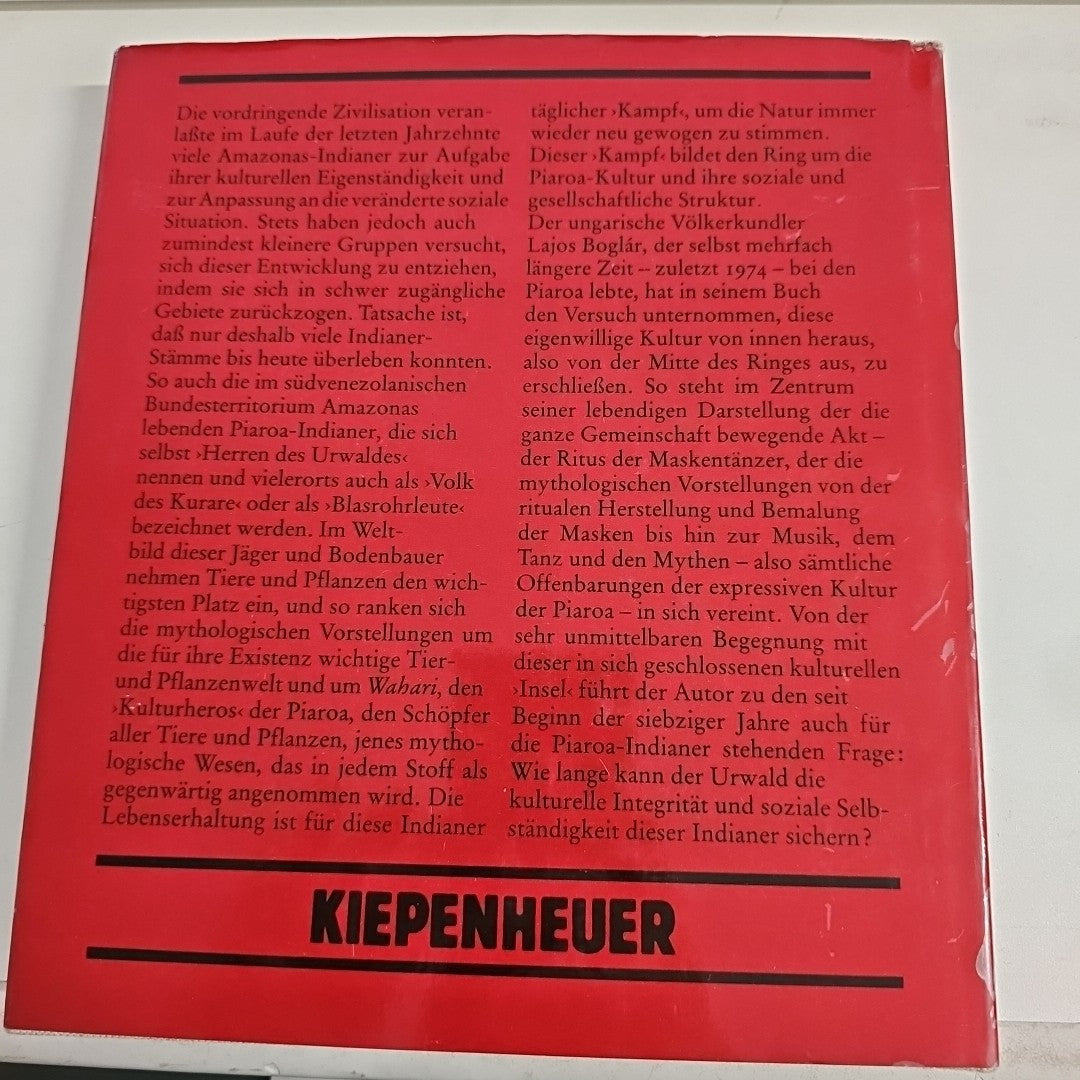 Die vordringende Zivilisation veran-
laßte im Laufe der letzten Jahrzehnte
viele Amazonas-Indianer zur Aufgabe
ihrer kulturellen Eigenständigkeit und
zur Anpassung an die veränderte soziale
Situation. Stets haben jedoch auch
zumindest kleinere Gruppen versucht,
sich dieser Entwicklung zu entziehen,
indem sie sich in schwer zugängliche
Gebiete zurückzogen. Tatsache ist,
daß nur deshalb viele Indianer-
Stämme bis heute überleben konnten.
So auch die im südvenezolanischen
Bundesterritorium Amazonas
lebenden Piaroa-Indianer, die sich
selbst ›Herren des Urwaldes‹
nennen und vielerorts auch als ›Volk
des Kurare‹ oder als ›Blasrohrleute‹
bezeichnet werden. Im Welt-
bild dieser Jäger und Bodenbauer
nehmen Tiere und Pflanzen den wich-
tigsten Platz ein, und so ranken sich
die mythologischen Vorstellungen um
die für ihre Existenz wichtige Tier-
und Pflanzenwelt und um Wahari, den
›Kulturheros‹ der Piaroa, den Schöpfer
aller Tiere und Pflanzen, jenes mytho-
logische Wesen, das in jedem Stoff als
gegenwärtig angenommen wird. Die
Lebenserhaltung ist für diese Indianer
täglicher ›Kampf‹, um die Natur immer
wieder neu gewogen zu stimmen.
Dieser ›Kampf‹ bildet den Ring um die
Piaroa-Kultur und ihre soziale und
gesellschaftliche Struktur.
Der ungarische Völkerkundler
Lajos Boglár, der selbst mehrfach
längere Zeit – zuletzt 1974 – bei den
Piaroa lebte, hat in seinem Buch
den Versuch unternommen, diese
eigenwillige Kultur von innen heraus,
also von der Mitte des Ringes aus, zu
erschließen. So steht im Zentrum
seiner lebendigen Darstellung der die
ganze Gemeinschaft bewegende Akt –
der Ritus der Maskentänzer, der die
mythologischen Vorstellungen von der
ritualen Herstellung und Bemalung
der Masken bis hin zur Musik, dem
Tanz und den Mythen – also sämtliche
Offenbarungen der expressiven Kultur
der Piaroa – in sich vereint. Von der
sehr unmittelbaren Begegnung mit
dieser in sich geschlossenen kulturellen
›Insel‹ führt der Autor zu den seit
Beginn der siebziger Jahre auch für
die Piaroa-Indianer stehenden Frage:
Wie lange kann der Urwald die
kulturelle Integrität und soziale Selb-
ständigkeit dieser Indianer sichern?
KIEPENHEUER